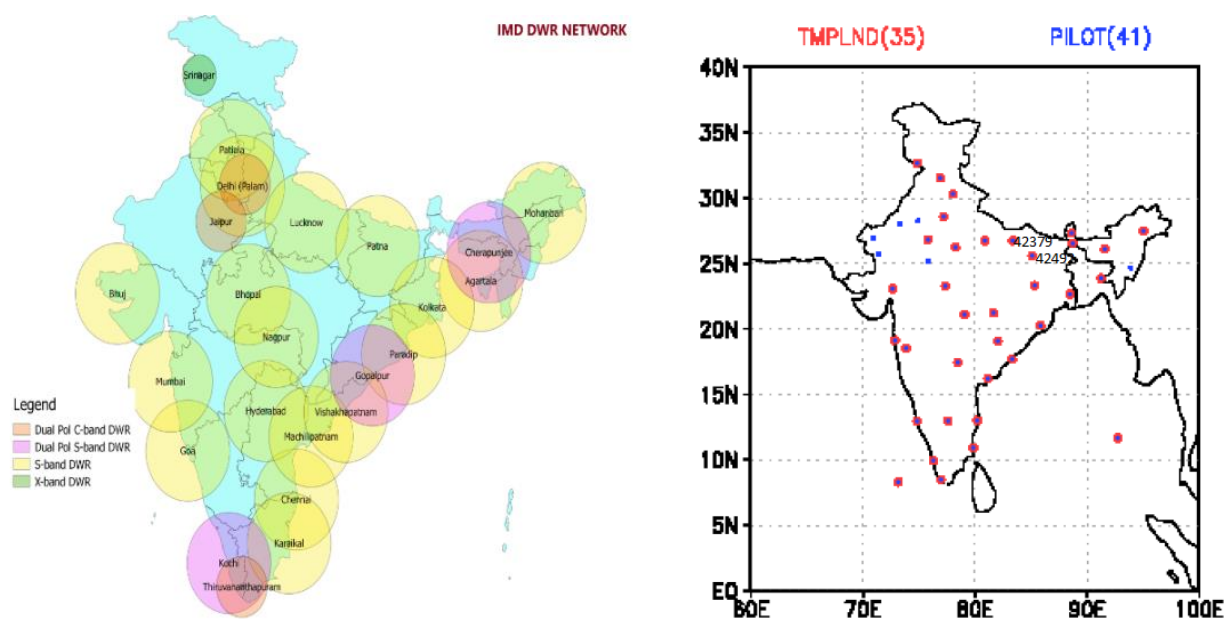 IMD DWR NETWORK
Srinagar
Patiala
Delhi (Palam)
Jaipur
Lucknow
Patna
Mohanbari
Cherapunjee
Agartala
Bhuj
Bhopal
Kolkata
Nagpur
Paradip
Gopalpur
Mumbai
Hyderabad
Vishakhapatnam
Machilipatnam
Goa
Chennai
Karaikal
Kochi
Thiruvananthapuram
Legend
Dual Pol C-band DWR
Dual Pol S-band DWR
S-band DWR
X-band DWR
TMPLND(35) PILOT(41)
40N
35N
30N
25N
20N
15N
10N
5N
EQ
42379
42492
60E 70E 80E 90E 100E